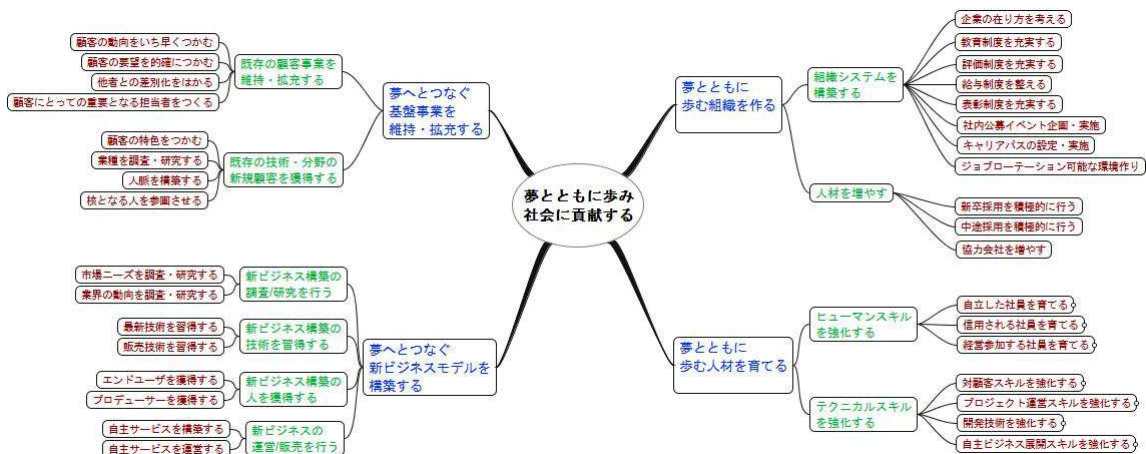 夢とともに歩み
社会に貢献する
夢へとつなぐ
基盤事業を
維持・拡充する
既存の顧客事業を
維持・拡充する
顧客の動向をいち早くつかむ
顧客の要望を的確につかむ
他者との差別化をはかる
顧客にとっての重要となる担当者をつくる
既存の技術・分野の
新規顧客を獲得する
顧客の特色をつかむ
業種を調査・研究する
人脈を構築する
核となる人を参画させる
夢へとつなぐ
新ビジネスモデルを
構築する
新ビジネス構築の
調査/研究を行う
市場ニーズを調査・研究する
業界の動向を調査・研究する
新ビジネス構築の
技術を習得する
最新技術を習得する
販売技術を習得する
新ビジネス構築の
人を獲得する
エンドユーザを獲得する
プロデューサーを獲得する
新ビジネスの
運営/販売を行う
自主サービスを構築する
自主サービスを運営する
夢とともに
歩む組織を作る
組織システムを
構築する
企業の在り方を考える
教育制度を充実する
評価制度を充実する
給与制度を整える
表彰制度を充実する
社内公募イベント企画・実施
キャリアパスの設定・実施
ジョブローテーション可能な環境作り
人材を増やす
新卒採用を積極的に行う
中途採用を積極的に行う
協力会社を増やす
夢とともに
歩む人材を育てる
ヒューマンスキル
を強化する
自立した社員を育てる
信用される社員を育てる
経営参加する社員を育てる
テクニカルスキル
を強化する
対顧客スキルを強化する
プロジェクト運営スキルを強化する
開発技術を強化する
自主ビジネス展開スキルを強化する